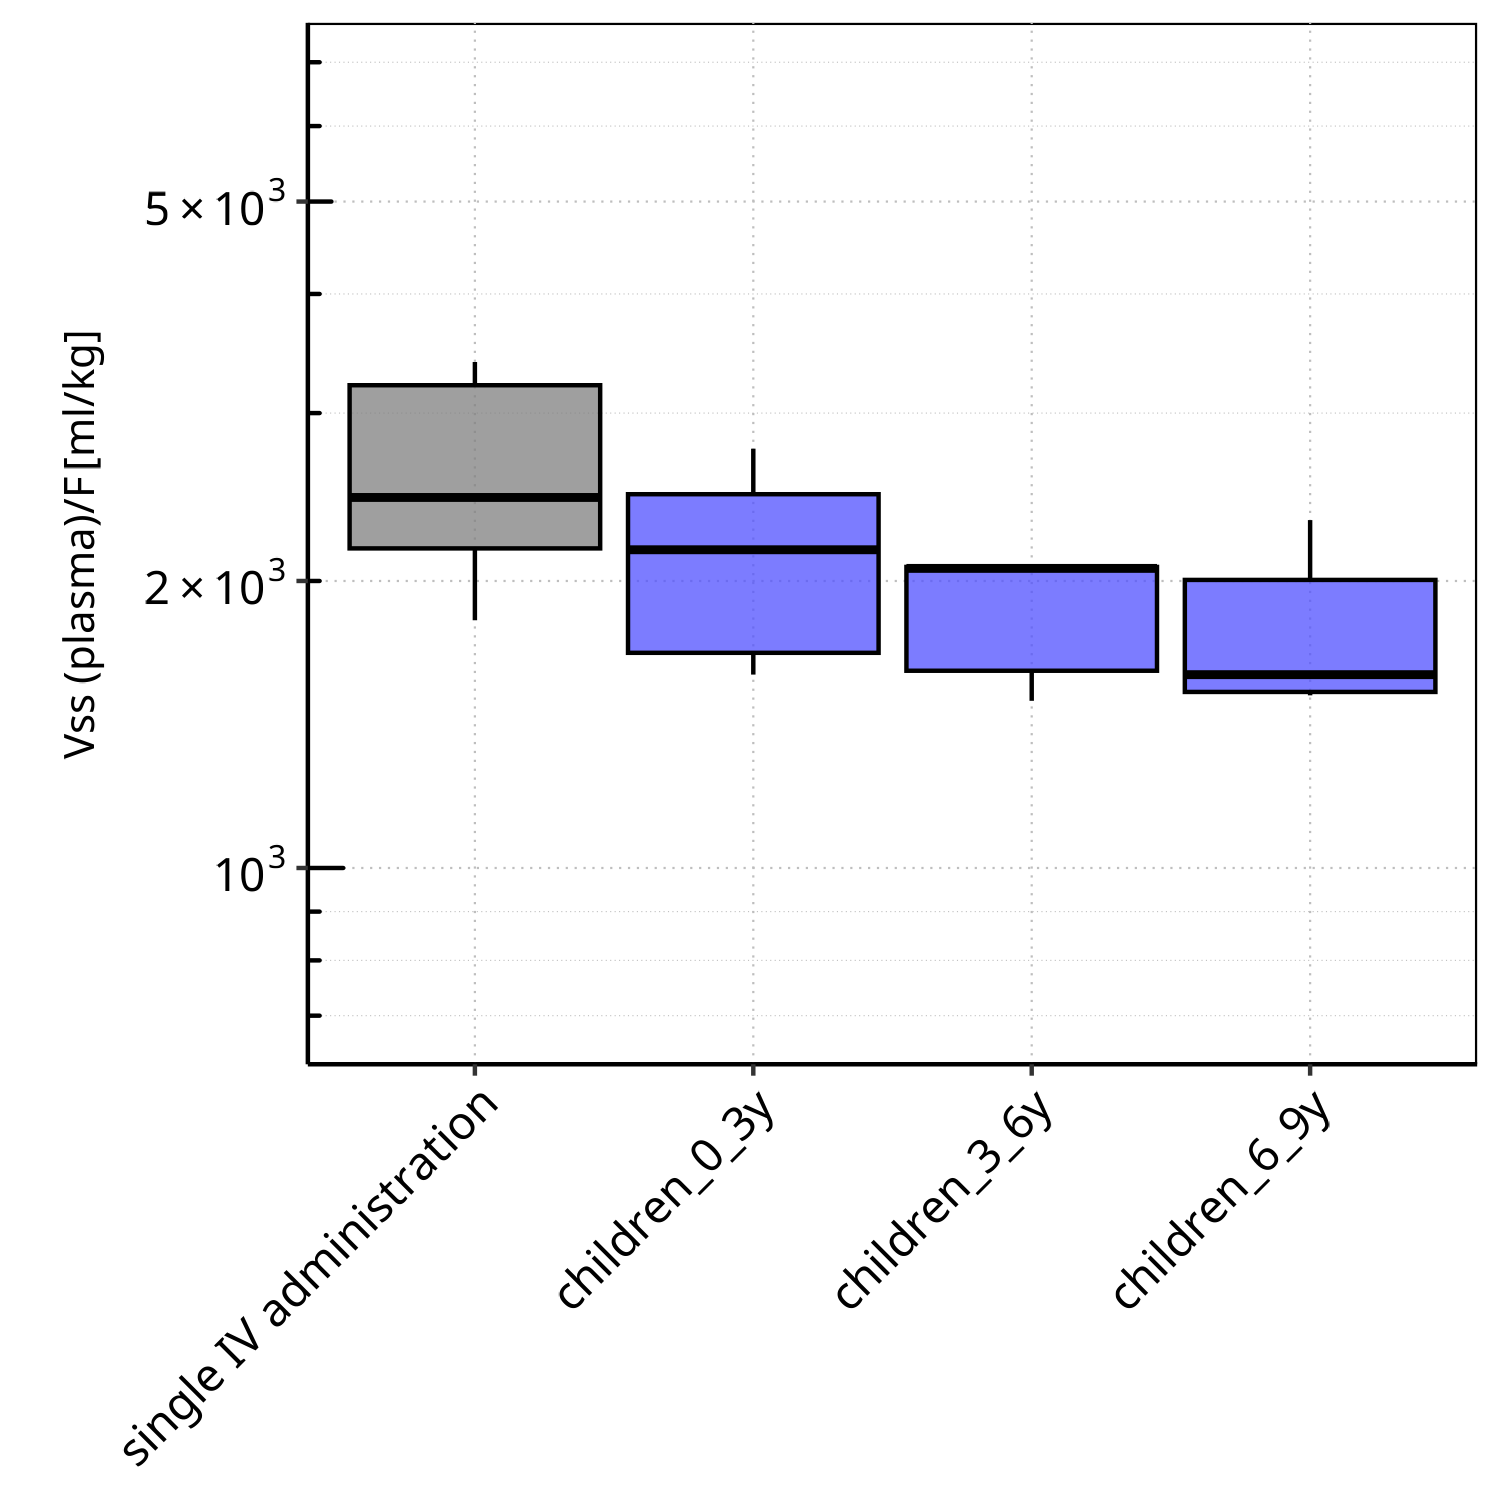 Vss (plasma)/F [ml/kg]
5 × 10³
2 × 10³
10³
single IV administration
children_0_3y
children_3_6y
children_6_9y